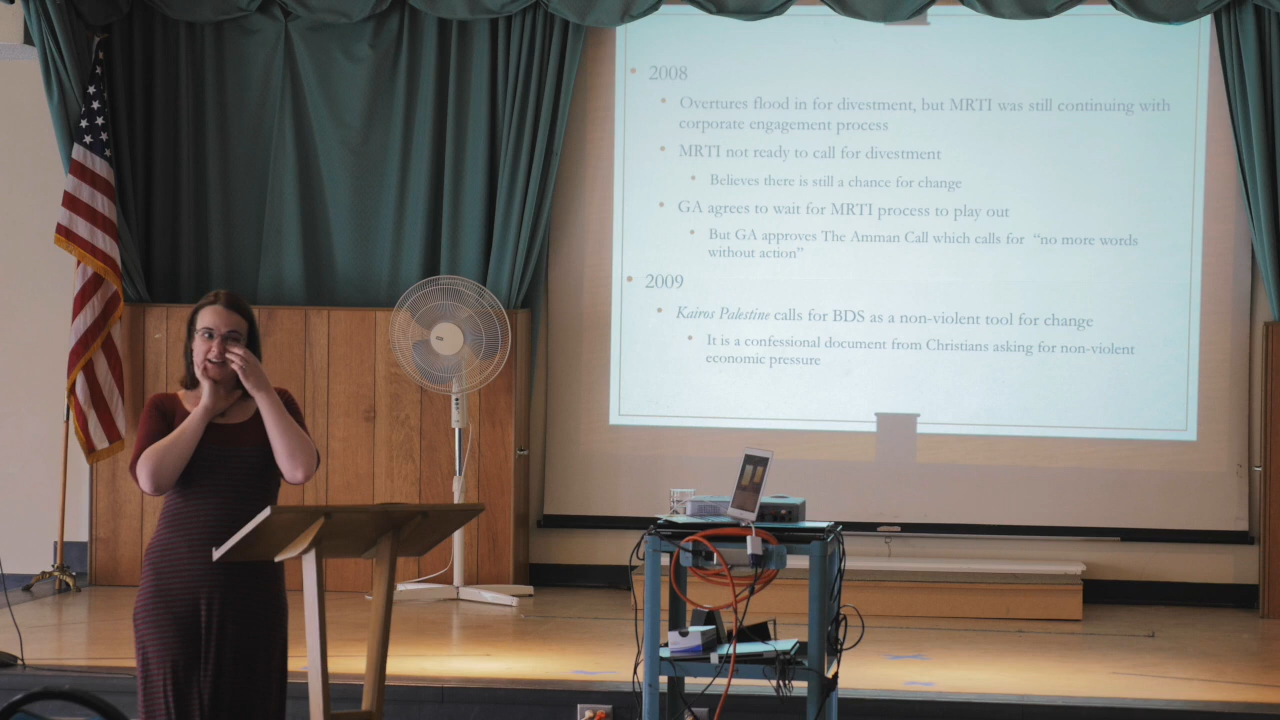 • 2008
• Overtures flood in for divestment, but MRTI was still continuing with
corporate engagement process
• MRTI not ready to call for divestment
• Believes there is still a chance for change
• GA agrees to wait for MRTI process to play out
• But GA approves The Amman Call which calls for “no more words
without action”
• 2009
• Kairos Palestine calls for BDS as a non-violent tool for change
• It is a confessional document from Christians asking for non-violent
economic pressure